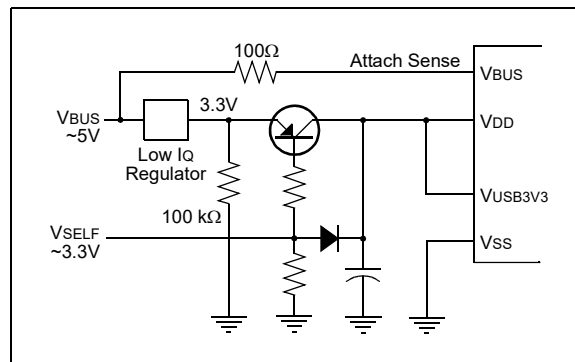 100Ω
Attach Sense
VBUS
VBUS
~5V
3.3V
VDD
Low IQ
Regulator
VUSB3V3
100 kΩ
VSELF
~3.3V
VSS